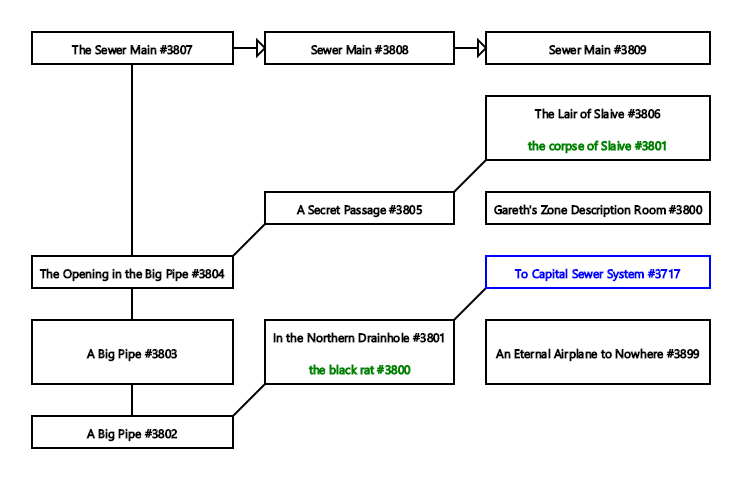 The Sewer Main #3807
Sewer Main #3808
Sewer Main #3809
The Lair of Slaive #3806
the corpse of Slaive #3801
A Secret Passage #3805
Gareth's Zone Description Room #3800
The Opening in the Big Pipe #3804
To Capital Sewer System #3717
A Big Pipe #3803
In the Northern Drainhole #3801
the black rat #3800
An Eternal Airplane to Nowhere #3899
A Big Pipe #3802